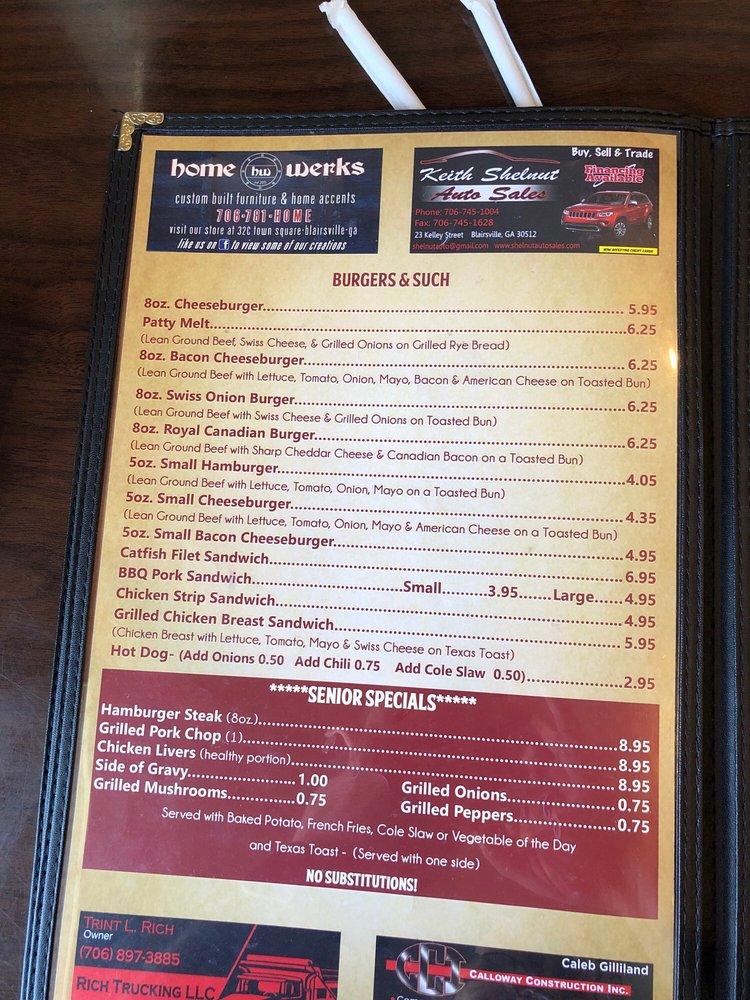 home hw werks
custom built furniture & home accents
706-781-HOME
visit our store at 32C town square-blairsville-ga
like us on f to view some of our creations
Buy, Sell & Trade
Keith Shelnut
Auto Sales
Financing
Available
Phone: 706-745-1004
Fax: 706-745-1628
23 Kelley Street Blairsville, GA 30512
shelnutauto@gmail.com www.shelnutautosales.com
NOW ACCEPTING CREDIT CARDS
BURGERS & SUCH
8oz. Cheeseburger 5.95
Patty Melt 6.25
(Lean Ground Beef, Swiss Cheese, & Grilled Onions on Grilled Rye Bread)
8oz. Bacon Cheeseburger 6.25
(Lean Ground Beef with Lettuce, Tomato, Onion, Mayo, Bacon & American Cheese on Toasted Bun)
8oz. Swiss Onion Burger 6.25
(Lean Ground Beef with Swiss Cheese & Grilled Onions on Toasted Bun)
8oz. Royal Canadian Burger 6.25
(Lean Ground Beef with Sharp Cheddar Cheese & Canadian Bacon on a Toasted Bun)
5oz. Small Hamburger 4.05
(Lean Ground Beef with Lettuce, Tomato, Onion, Mayo on a Toasted Bun)
5oz. Small Cheeseburger 4.35
(Lean Ground Beef with Lettuce, Tomato, Onion, Mayo & American Cheese on a Toasted Bun)
5oz. Small Bacon Cheeseburger 4.95
Catfish Filet Sandwich 6.95
BBQ Pork Sandwich Small 3.95 Large 4.95
Chicken Strip Sandwich 4.95
Grilled Chicken Breast Sandwich 5.95
(Chicken Breast with Lettuce, Tomato, Mayo & Swiss Cheese on Texas Toast)
Hot Dog- (Add Onions 0.50 Add Chili 0.75 Add Cole Slaw 0.50) 2.95
*****SENIOR SPECIALS*****
Hamburger Steak (8oz.) 8.95
Grilled Pork Chop (1) 8.95
Chicken Livers (healthy portion) 8.95
Side of Gravy 1.00 Grilled Onions 0.75
Grilled Mushrooms 0.75 Grilled Peppers 0.75
Served with Baked Potato, French Fries, Cole Slaw or Vegetable of the Day
and Texas Toast - (Served with one side)
NO SUBSTITUTIONS!
TRINT L. RICH
Owner
(706) 897-3885
RICH TRUCKING LLC
Caleb Gilliland
CALLOWAY CONSTRUCTION INC.